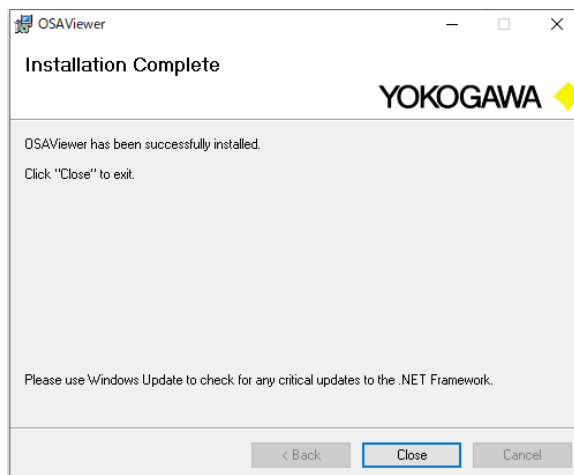 OSAViewer
Installation Complete
YOKOGAWA
OSAViewer has been successfully installed.
Click "Close" to exit.
Please use Windows Update to check for any critical updates to the .NET Framework.
< Back
Close
Cancel